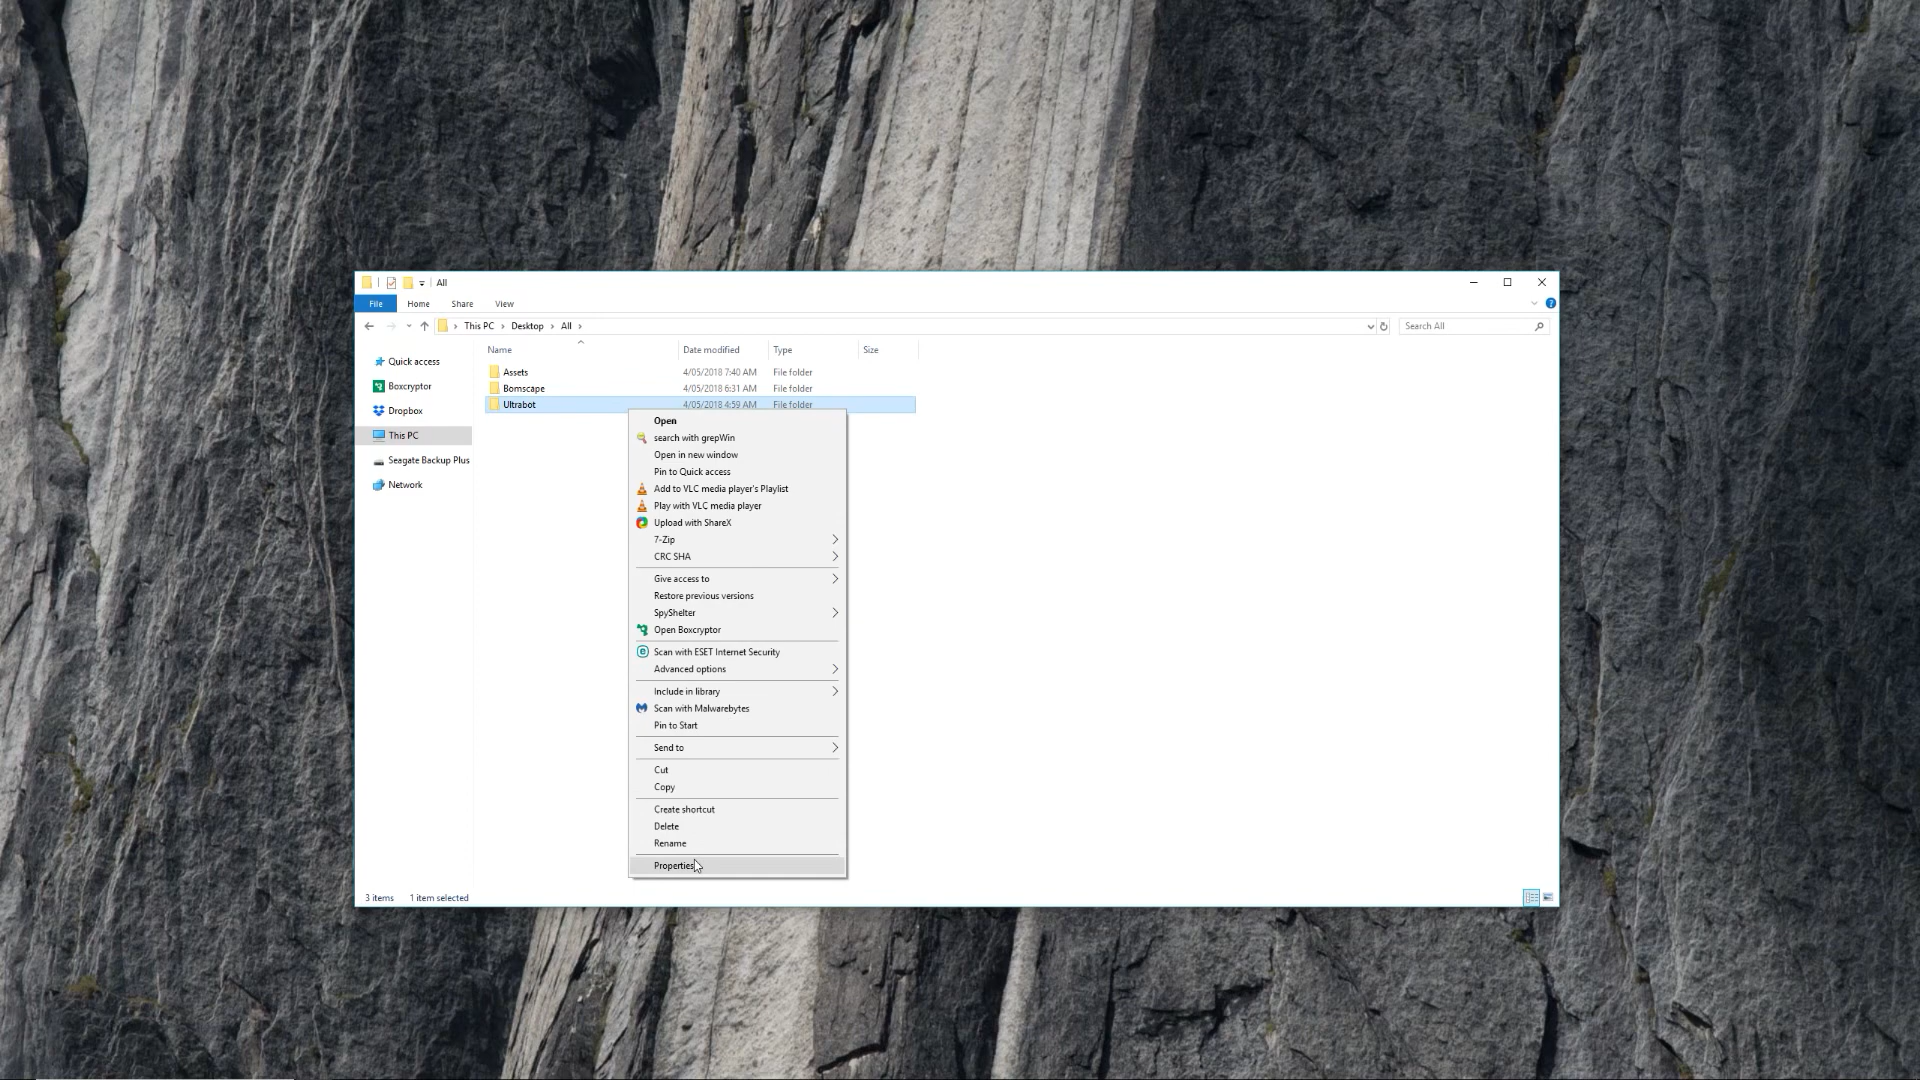 All
File Home Share View
This PC Desktop All
Search All
Name Date modified Type Size
Quick access
Boxcryptor
Dropbox
This PC
Seagate Backup Plus
Network
Assets 4/05/2018 7:40 AM File folder
Bomscape 4/05/2018 6:31 AM File folder
Ultrabot 4/05/2018 4:59 AM File folder
Open
search with grepWin
Open in new window
Pin to Quick access
Add to VLC media player's Playlist
Play with VLC media player
Upload with ShareX
7-Zip
CRC SHA
Give access to
Restore previous versions
SpyShelter
Open Boxcryptor
Scan with ESET Internet Security
Advanced options
Include in library
Scan with Malwarebytes
Pin to Start
Send to
Cut
Copy
Create shortcut
Delete
Rename
Properties
3 items 1 item selected